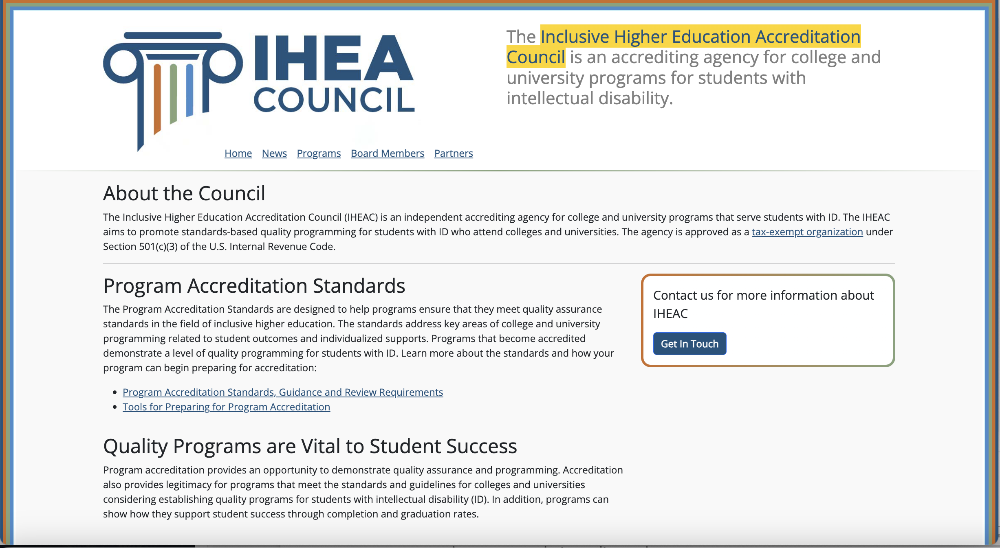 IHEA
COUNCIL
The Inclusive Higher Education Accreditation
Council is an accrediting agency for college and
university programs for students with
intellectual disability.
Home News Programs Board Members Partners
About the Council
The Inclusive Higher Education Accreditation Council (IHEAC) is an independent accrediting agency for college and university programs that serve students with ID. The IHEAC
aims to promote standards-based quality programming for students with ID who attend colleges and universities. The agency is approved as a tax-exempt organization under
Section 501(c)(3) of the U.S. Internal Revenue Code.
Program Accreditation Standards
The Program Accreditation Standards are designed to help programs ensure that they meet quality assurance
standards in the field of inclusive higher education. The standards address key areas of college and university
programming related to student outcomes and individualized supports. Programs that become accredited
demonstrate a level of quality programming for students with ID. Learn more about the standards and how your
program can begin preparing for accreditation:
• Program Accreditation Standards, Guidance and Review Requirements
• Tools for Preparing for Program Accreditation
Contact us for more information about
IHEAC
Get In Touch
Quality Programs are Vital to Student Success
Program accreditation provides an opportunity to demonstrate quality assurance and programming. Accreditation
also provides legitimacy for programs that meet the standards and guidelines for colleges and universities
considering establishing quality programs for students with intellectual disability (ID). In addition, programs can
show how they support student success through completion and graduation rates.